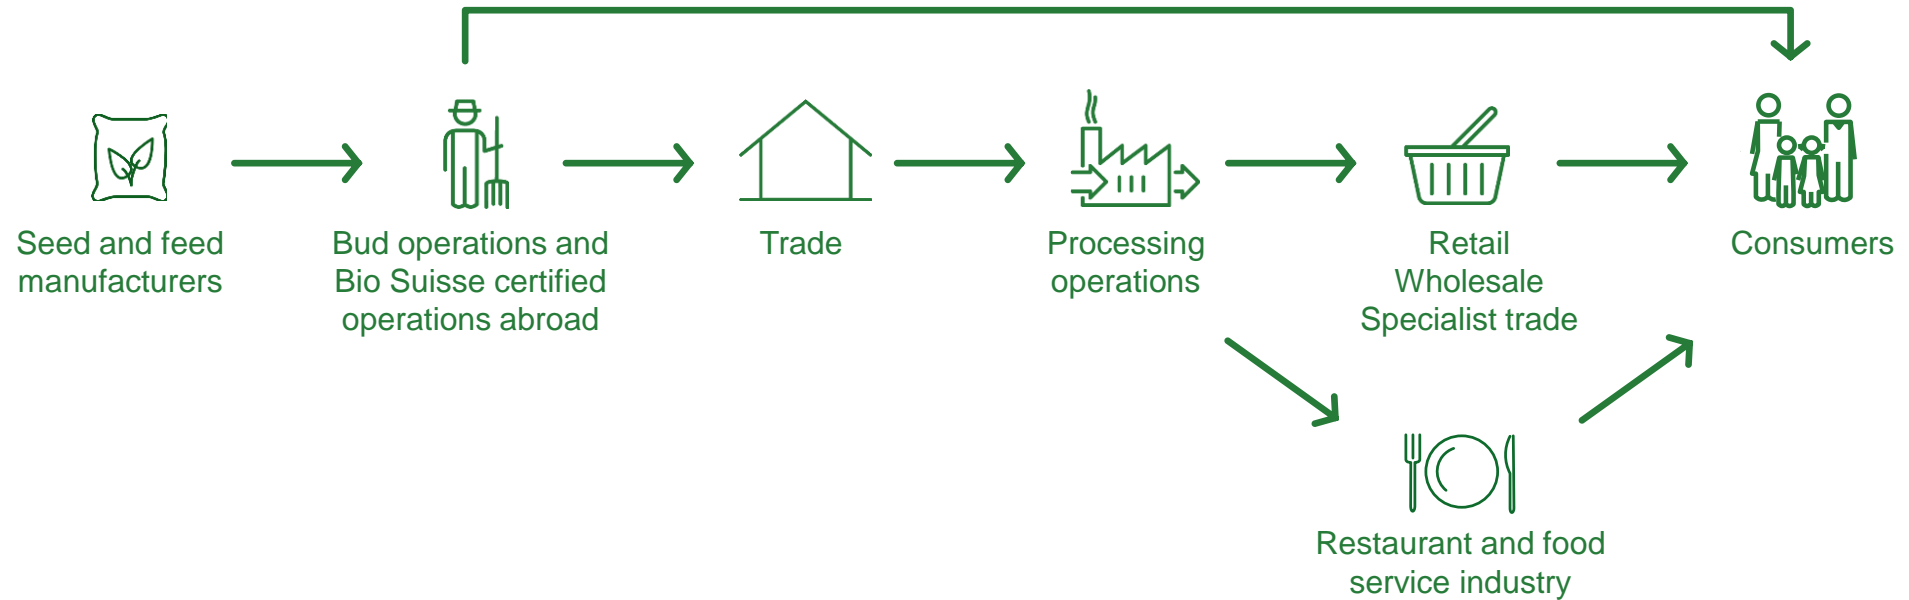 Seed and feed
manufacturers
Bud operations and
Bio Suisse certified
operations abroad
Trade
Processing
operations
Retail
Wholesale
Specialist trade
Consumers
Restaurant and food
service industry